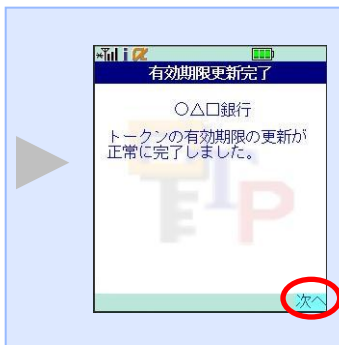 有効期限更新完了
○△□銀行
トークンの有効期限の更新が
正常に完了しました。
次へ